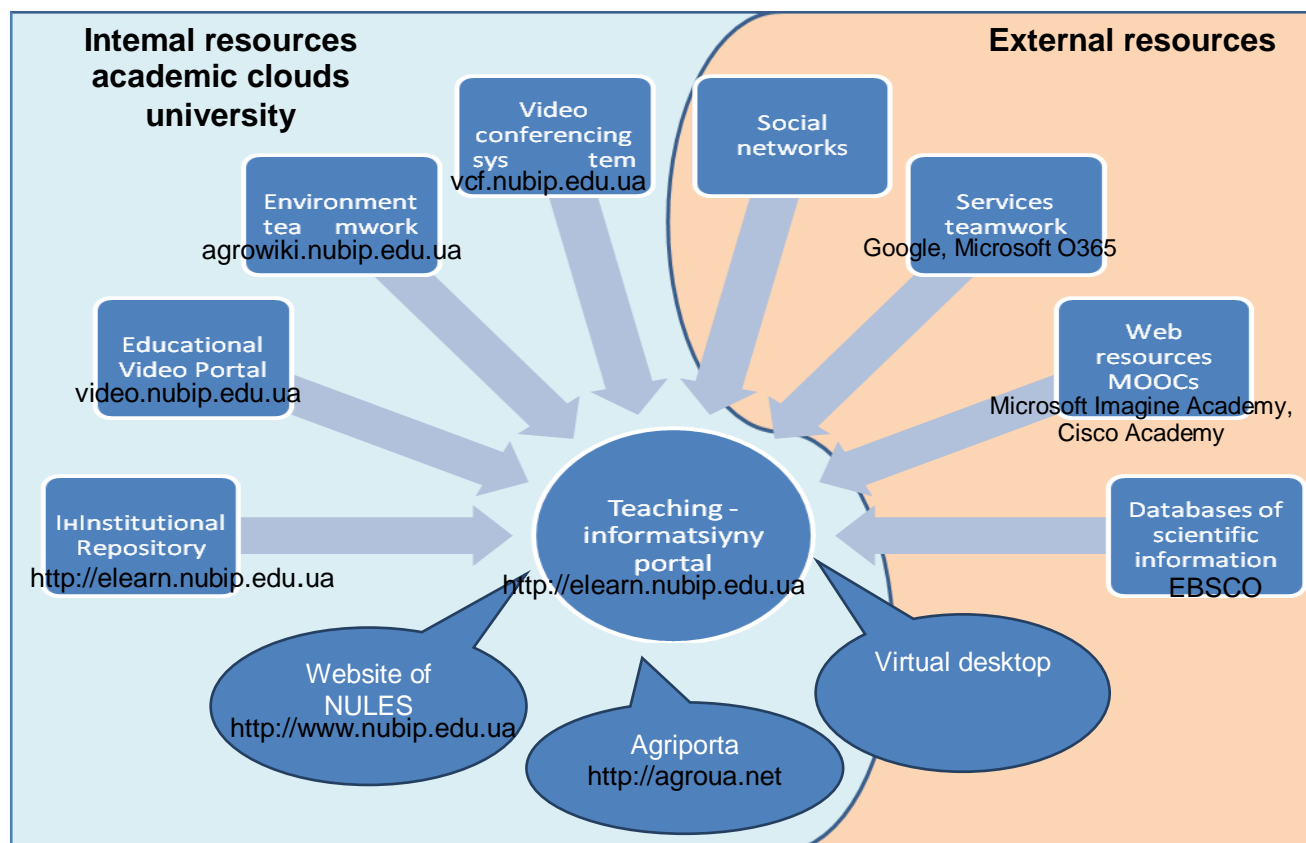 Internal resources
academic clouds
university
External resources
Video
conferencing
sys tem
vcf.nubip.edu.ua
Social
networks
Environment
tea mwork
agrowiki.nubip.edu.ua
Services
teamwork
Google, Microsoft O365
Educational
Video Portal
video.nubip.edu.ua
Web
resources
MOOCs
Microsoft Imagine Academy,
Cisco Academy
ІнInstitutional
Repository
http://elearn.nubip.edu.ua
Teaching -
informatsiyny
portal
http://elearn.nubip.edu.ua
Databases of
scientific
information
EBSCO
Website of
NULES
http://www.nubip.edu.ua
Agriporta
http://agroua.net
Virtual desktop